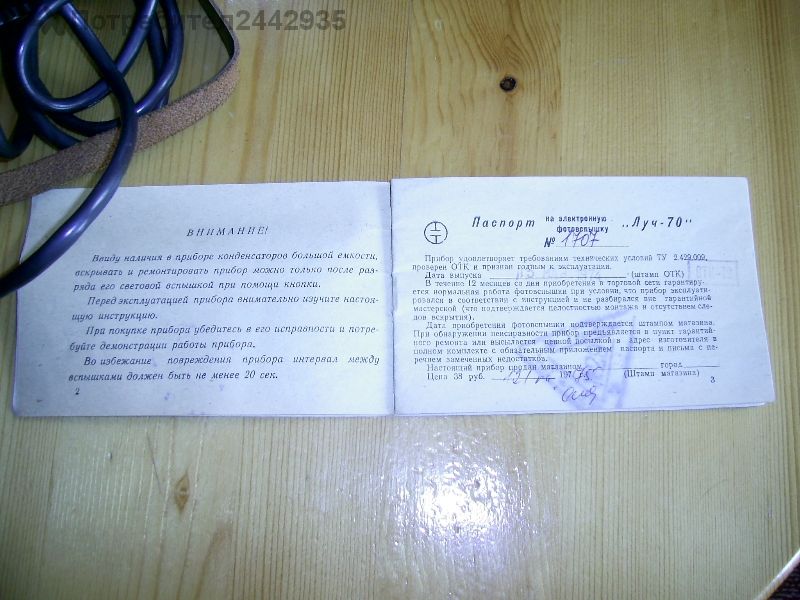 Потребител2442935
ВНИМАНИЕ!
Ввиду наличия в приборе конденсаторов большой емкости,
вскрывать и ремонтировать прибор можно только после раз-
ряда его световой вспышкой при помощи кнопки.
Перед эксплуатацией прибора внимательно изучите настоя-
щую инструкцию.
При покупке прибора убедитесь в его исправности и потре-
буйте демонстрации работы прибора.
Во избежание повреждения прибора интервал между
вспышками должен быть не менее 20 сек.
2
Паспорт на электронную фотовспышку „Луч-70"
№ 1707
Прибор удовлетворяет требованиям технических условий ТУ 2.429.009,
проверен ОТК и признан годным к эксплуатации.
Дата выпуска (штамп ОТК)
В течение 12 месяцев со дня приобретения в торговой сети гарантиру-
ется нормальная работа фотовспышки при условии, что прибор эксплуати-
ровался в соответствии с инструкцией и не разбирался вне гарантийной
мастерской (что подтверждается целостностью монтажа и отсутствием сле-
дов вскрытия).
Дата приобретения фотовспышки подтверждается штампом магазина.
При обнаружении неисправности прибор предъявляется в пункт гарантий-
ного ремонта или высылается ценной посылкой в адрес изготовителя в
полном комплекте с обязательным приложением паспорта и письма с пе-
речнем замеченных недостатков.
Настоящий прибор продан магазином город
Цена 38 руб. 197 (Штамп магазина)
3